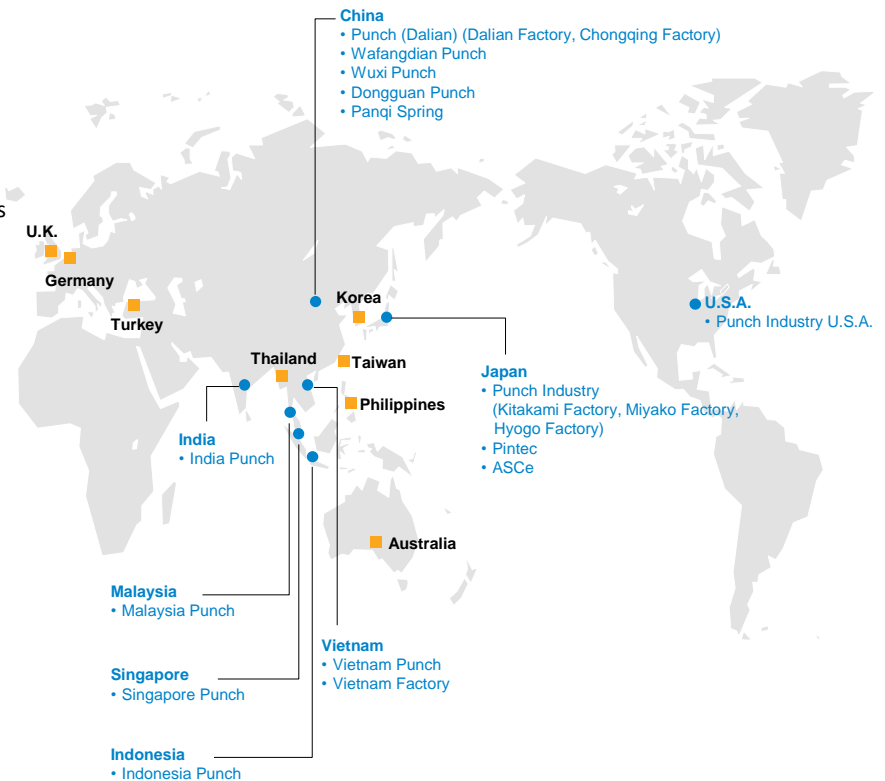 China
• Punch (Dalian) (Dalian Factory, Chongqing Factory)
• Wafangdian Punch
• Wuxi Punch
• Dongguan Punch
• Panqi Spring
s
U.K.
Germany
Turkey
Korea
U.S.A.
• Punch Industry U.S.A.
Thailand
Taiwan
Philippines
Japan
• Punch Industry
(Kitakami Factory, Miyako Factory,
Hyogo Factory)
• Pintec
• ASCe
India
• India Punch
Australia
Malaysia
• Malaysia Punch
Vietnam
• Vietnam Punch
• Vietnam Factory
Singapore
• Singapore Punch
Indonesia
• Indonesia Punch